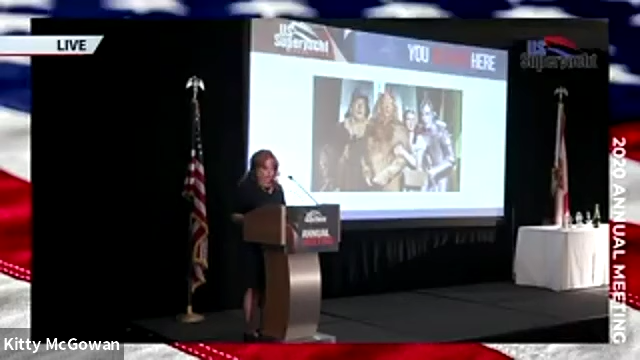 LIVE
US
Superyacht
YOU
HERE
US
Superyacht
2020 ANNUAL MEETING
ANNUAL
MEETING
Kitty McGowan